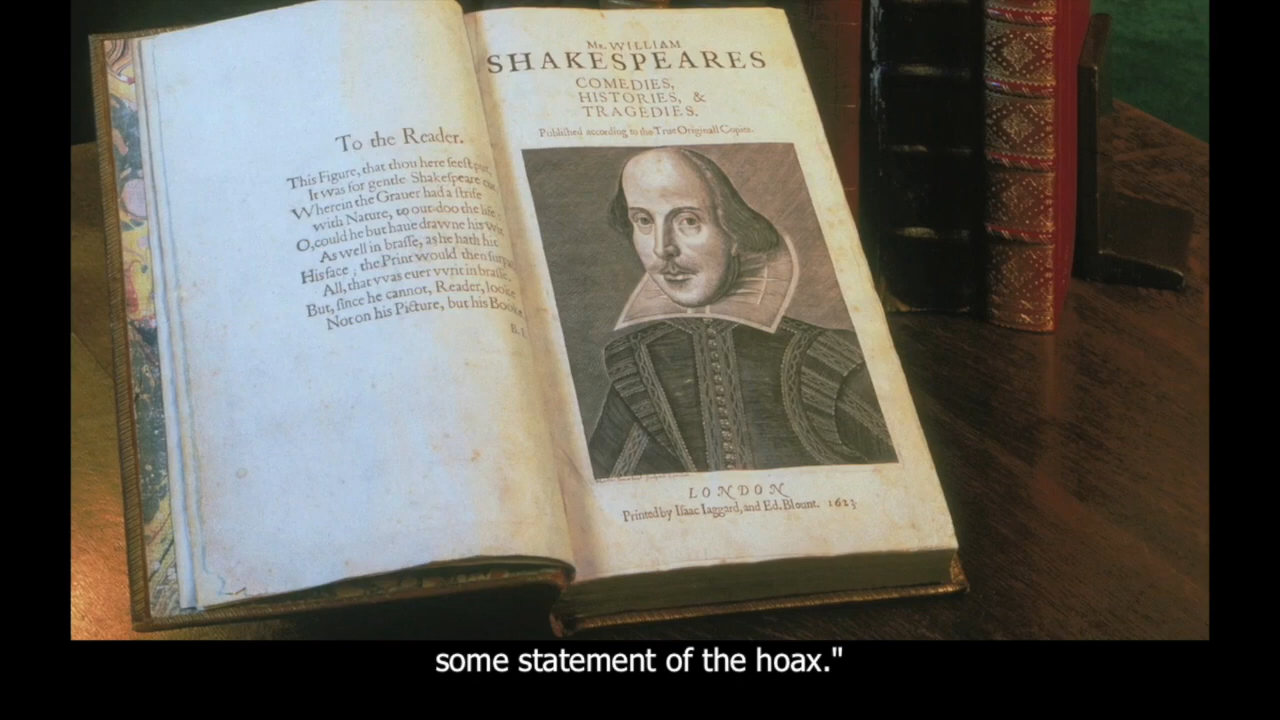 To the Reader.
This Figure, that thou here seest put,
It was for gentle Shakespeare cut,
Wherein the Grauer had a strife
with Nature, to out-doo the life:
O, could he but haue drawne his wit
As well in brasse, as he hath hit
His face; the Print would then surpasse
All, that vvas euer vvrit in brasse.
But, since he cannot, Reader, looke
Not on his Picture, but his Booke.
B. I.
Mr. WILLIAM
SHAKESPEARES
COMEDIES,
HISTORIES, &
TRAGEDIES.
Published according to the True Originall Copies.
LONDON
Printed by Isaac Iaggard, and Ed. Blount. 1623
some statement of the hoax."